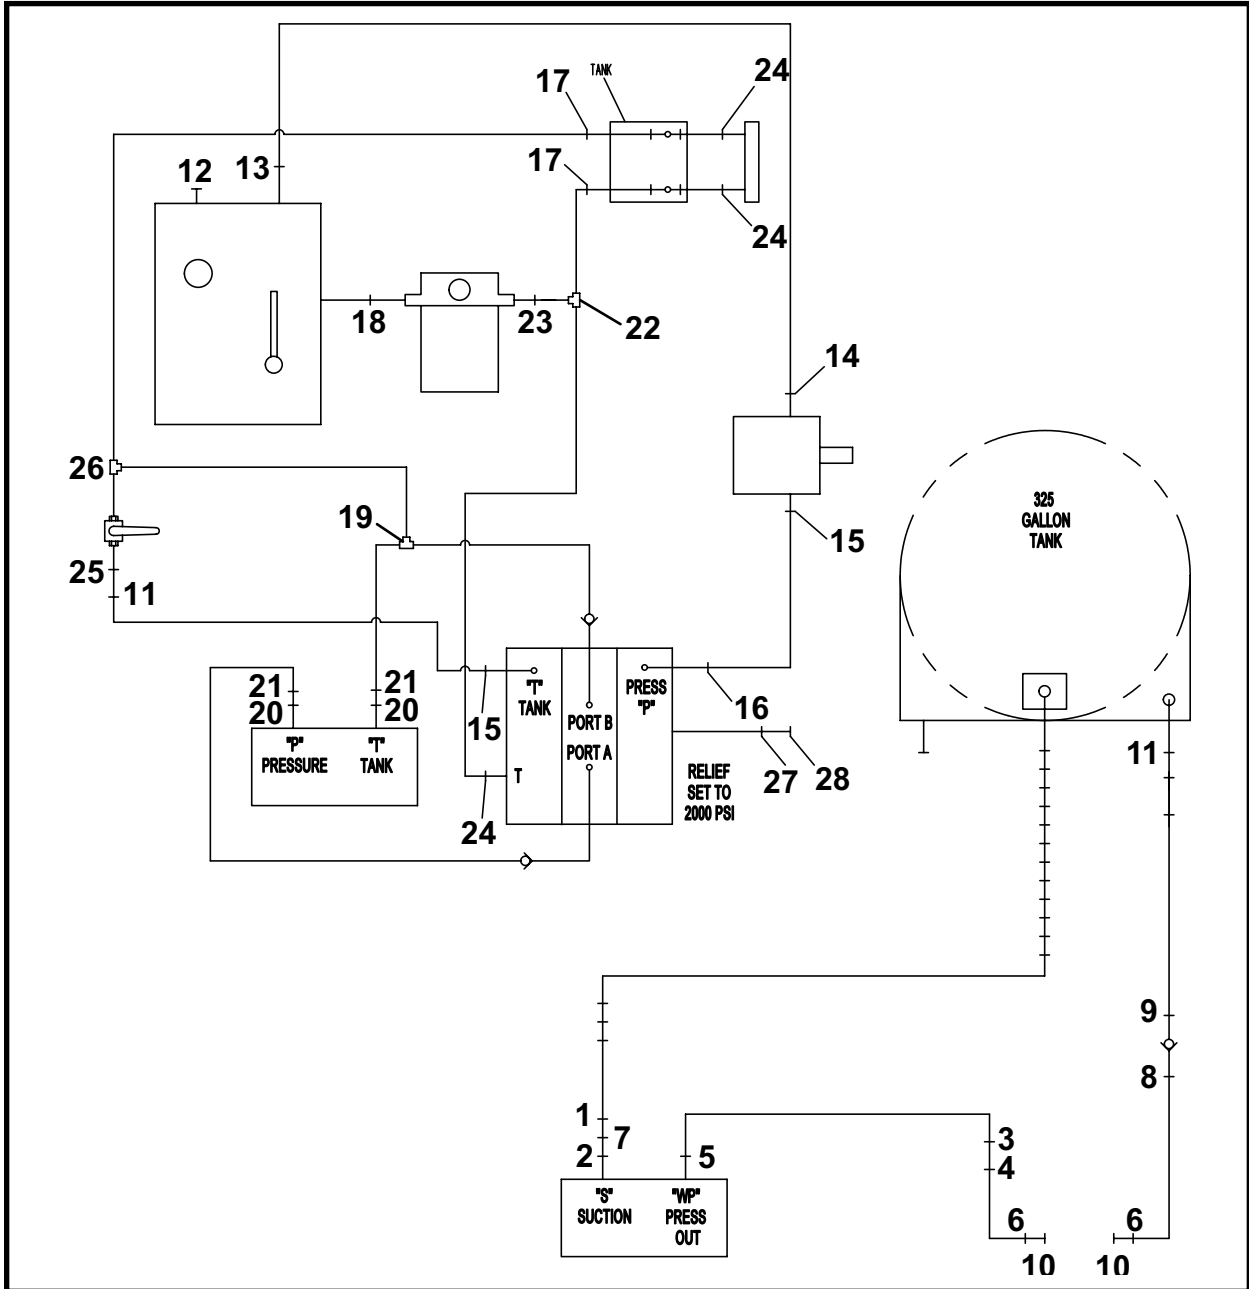 TANK
17
24
12
13
17
24
18
23
22
14
26
19
15
325
GALLON
TANK
25
11
21
20
21
20
"T"
TANK
PRESS
"P"
15
16
PORT B
PORT A
"P"
PRESSURE
"T"
TANK
T
24
RELIEF
SET TO
2000 PSI
27
28
11
9
8
1
7
2
5
3
4
"S"
SUCTION
"WP"
PRESS
OUT
6
10
6
10